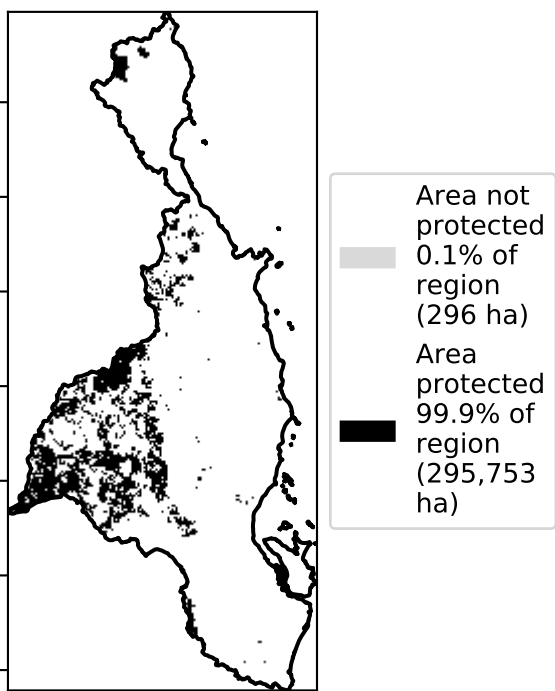 Area not
protected
0.1% of
region
(296 ha)
Area
protected
99.9% of
region
(295,753
ha)